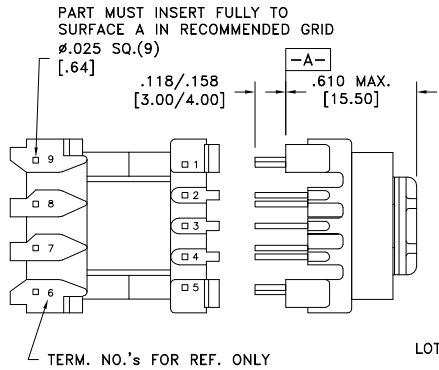 PART MUST INSERT FULLY TO
SURFACE A IN RECOMMENDED GRID
ø.025 SQ.(9)
[.64]
-A-
.118/.158
[3.00/4.00]
.610 MAX.
[15.50]
9
1
8
2
3
7
4
6
5
LOT
TERM. NO.'s FOR REF. ONLY